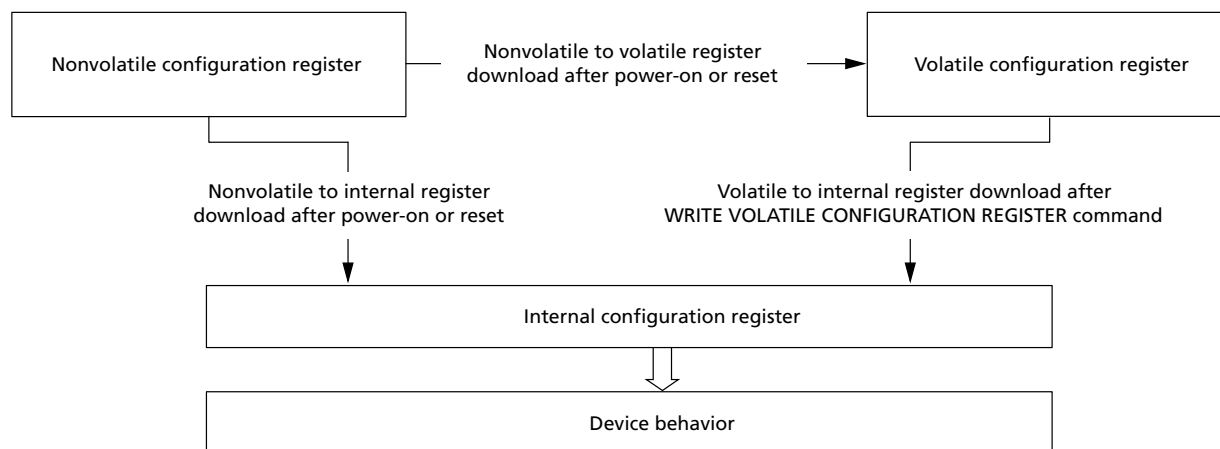 Nonvolatile configuration register
Nonvolatile to volatile register
download after power-on or reset
Volatile configuration register
Nonvolatile to internal register
download after power-on or reset
Volatile to internal register download after
WRITE VOLATILE CONFIGURATION REGISTER command
Internal configuration register
Device behavior